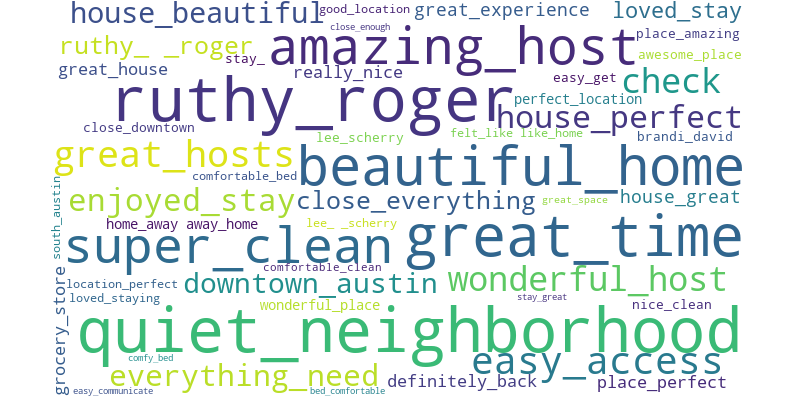 house_beautiful
good_location
great_experience
loved_stay
close_enough
ruthy_ _roger
amazing_host
place_amazing
stay_
awesome_place
great_house
really_nice
easy_get
check
ruthy_roger
perfect_location
house_perfect
close_downtown
lee_scherry
felt_like like_home
brandi_david
great_hosts
beautiful_home
comfortable_bed
south_austin
enjoyed_stay
close_everything
great_space
house_great
home_away away_home
lee_ _scherry
super_clean
great_time
comfortable_clean
grocery_store
location_perfect
downtown_austin
wonderful_host
loved_staying
wonderful_place
stay_great
nice_clean
quiet_neighborhood
comfy_bed
easy_access
everything_need
definitely_back
place_perfect
easy_communicate
bed_comfortable